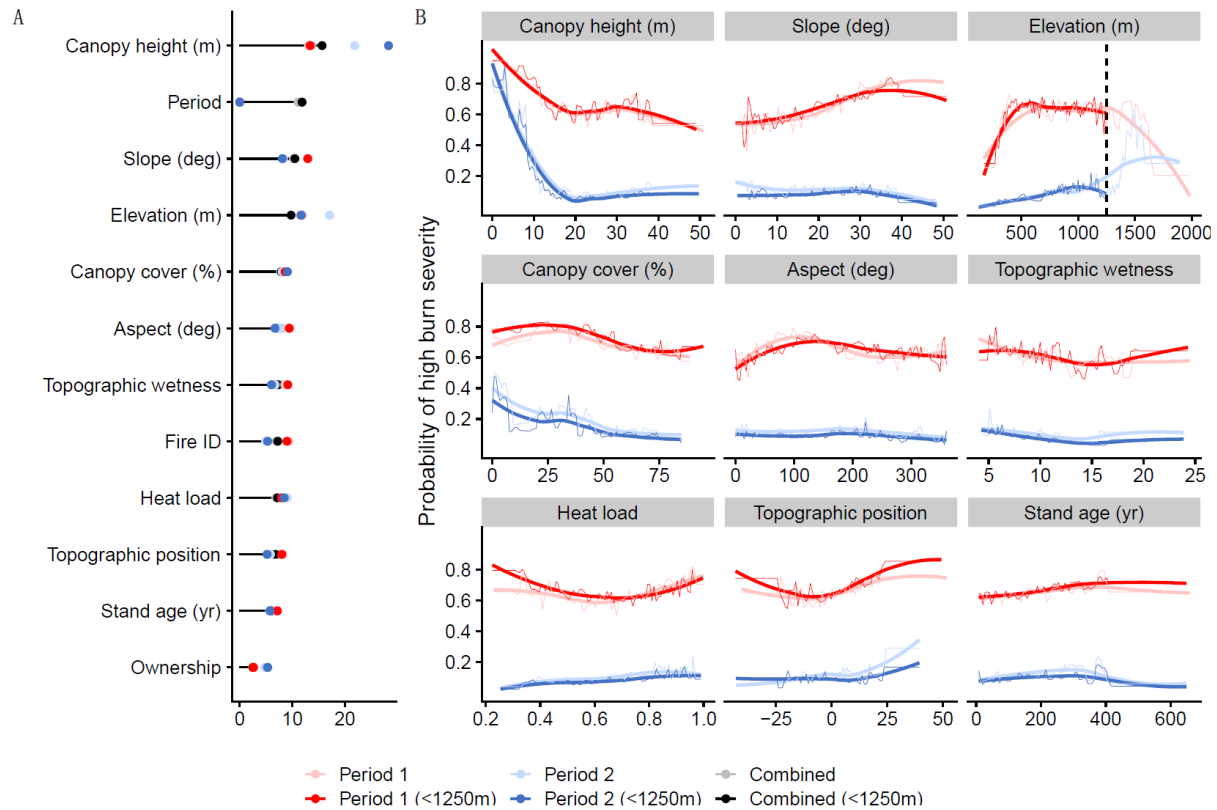 A
Canopy height (m)
Period
Slope (deg)
Elevation (m)
Canopy cover (%)
Aspect (deg)
Topographic wetness
Fire ID
Heat load
Topographic position
Stand age (yr)
Ownership
0 10 20
B
Probability of high burn severity
Canopy height (m) Slope (deg) Elevation (m)
0.8
0.6
0.4
0.2
0 10 20 30 40 50 0 10 20 30 40 50 500 1000 1500 2000
Canopy cover (%) Aspect (deg) Topographic wetness
0.8
0.6
0.4
0.2
0 25 50 75 0 100 200 300 5 10 15 20 25
Heat load Topographic position Stand age (yr)
0.8
0.6
0.4
0.2
0.2 0.4 0.6 0.8 1.0 −25 0 25 50 0 200 400 600
Period 1 Period 2 Combined
Period 1 (<1250m) Period 2 (<1250m) Combined (<1250m)